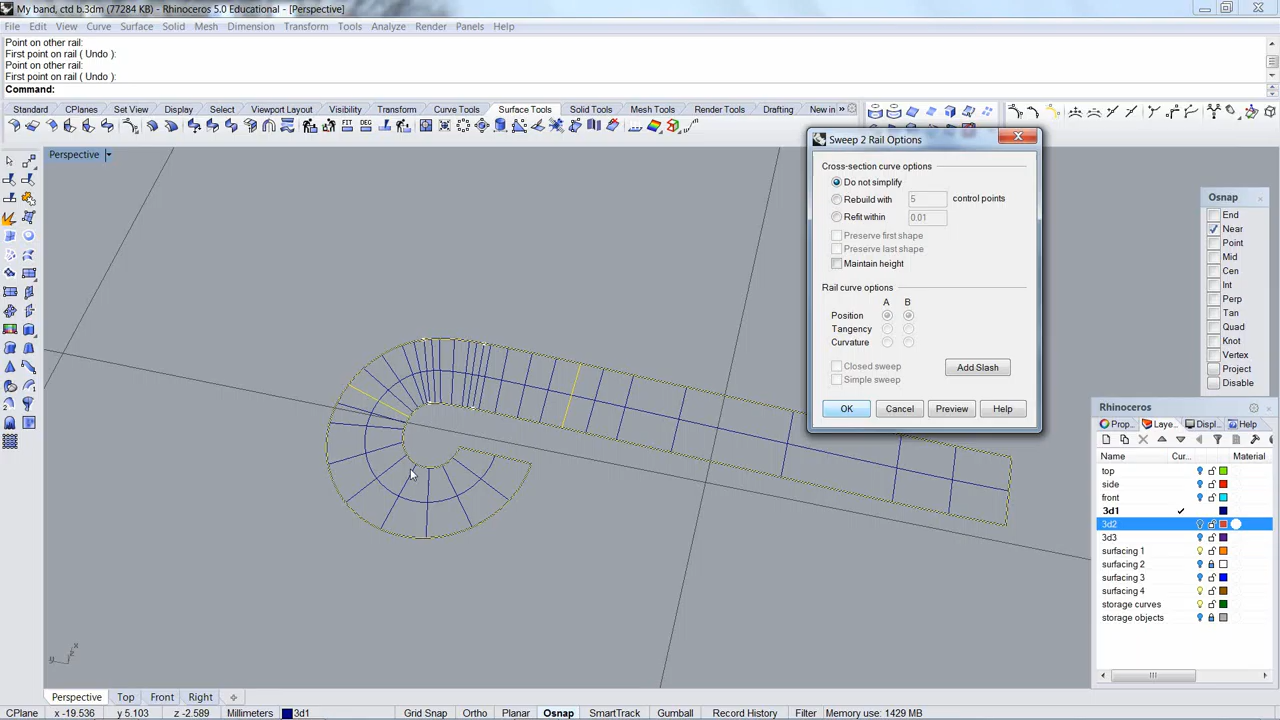 My band, ctd b.3dm (77284 KB) - Rhinoceros 5.0 Educational - [Perspective]
File Edit View Curve Surface Solid Mesh Dimension Transform Tools Analyze Render Panels Help
Point on other rail:
First point on rail ( Undo ):
Point on other rail:
First point on rail ( Undo ):
Command:
Standard CPlanes Set View Display Select Viewport Layout Visibility Transform Curve Tools Surface Tools Solid Tools Mesh Tools Render Tools Drafting New in »
FIT DEG
Perspective
Sweep 2 Rail Options
Cross-section curve options
Do not simplify
Rebuild with 5 control points
Refit within 0.01
Preserve first shape
Preserve last shape
Maintain height
Rail curve options
A B
Position
Tangency
Curvature
Closed sweep
Simple sweep
Add Slash
OK Cancel Preview Help
Osnap
End
Near
Point
Mid
Cen
Int
Perp
Tan
Quad
Knot
Vertex
Project
Disable
Rhinoceros
Prop... Laye... Displ... Help
Name Cur... Material
top
side
front
3d1
3d2
3d3
surfacing 1
surfacing 2
surfacing 3
surfacing 4
storage curves
storage objects
y z x
Perspective Top Front Right
CPlane x -19.536 y 5.103 z -2.589 Millimeters 3d1 Grid Snap Ortho Planar Osnap SmartTrack Gumball Record History Filter Memory use: 1429 MB